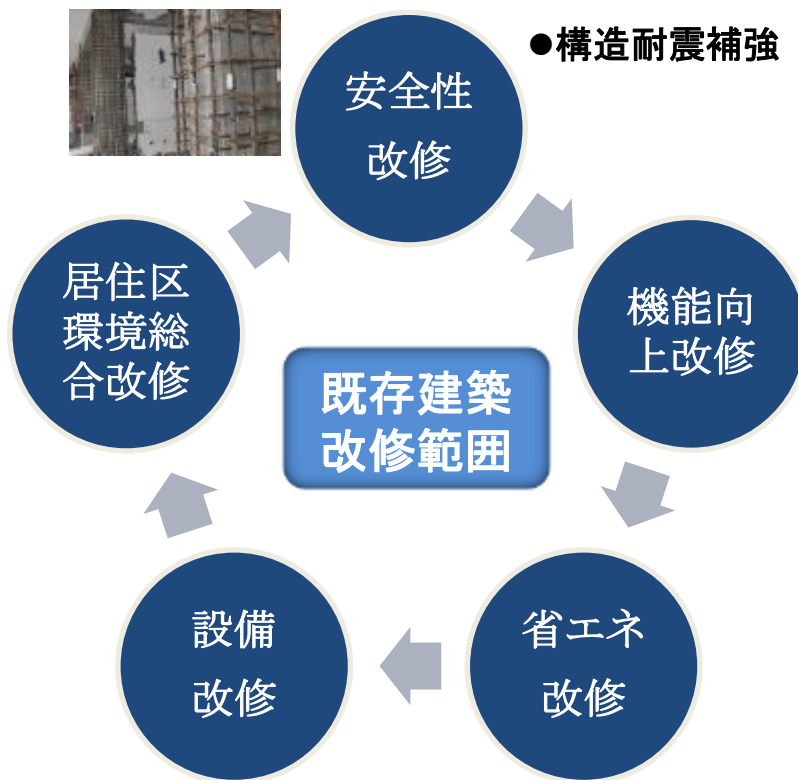 ●構造耐震補強
安全性
改修
機能向
上改修
省エネ
改修
設備
改修
居住区
環境総
合改修
既存建築
改修範囲